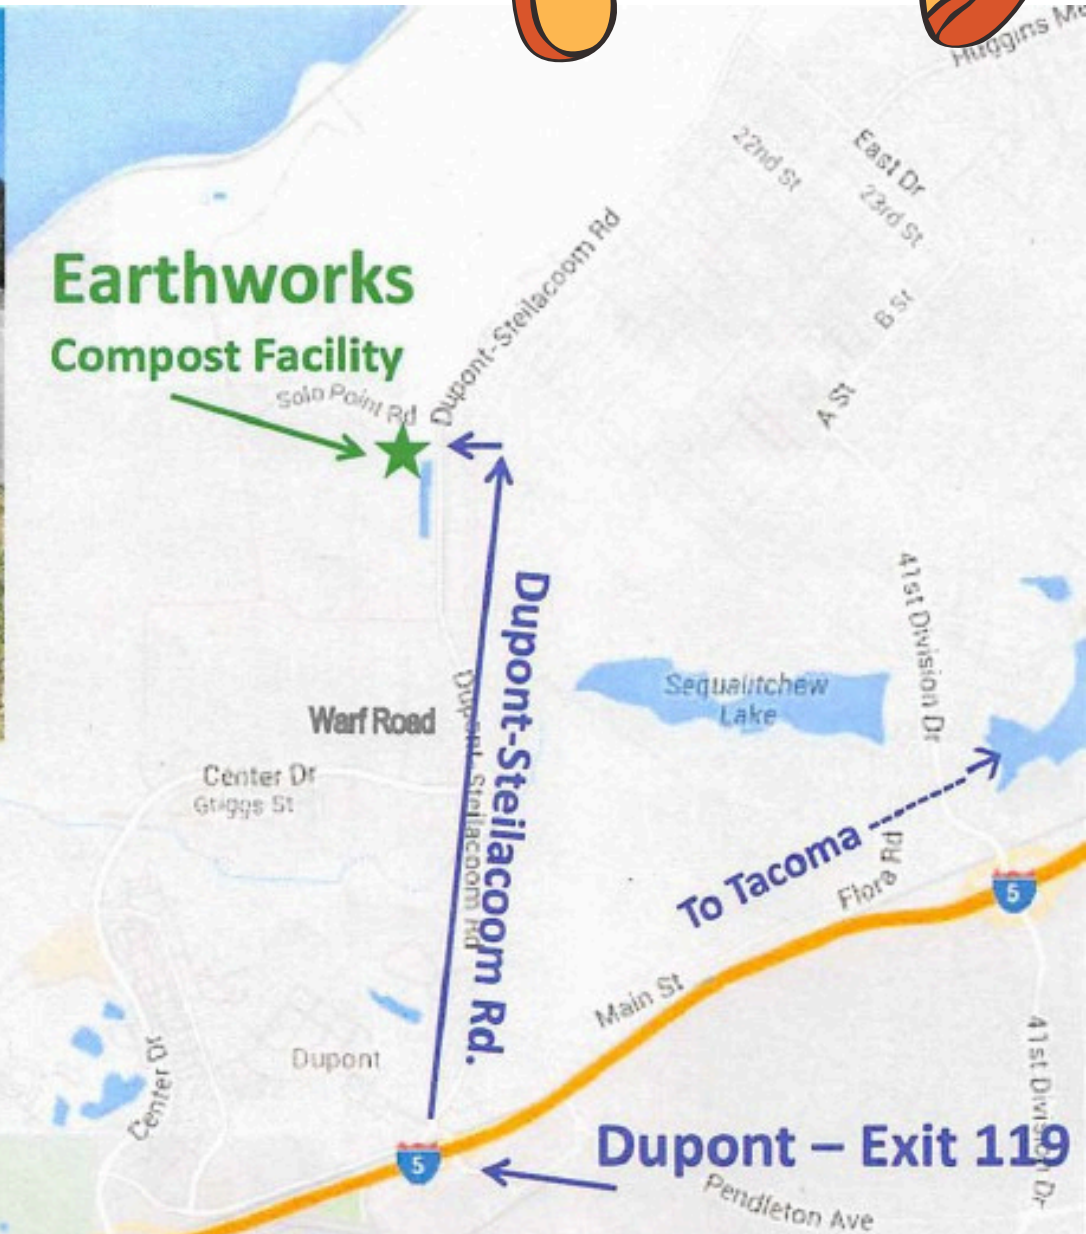 Huggins Me
22nd St
East Dr
23rd St
Dupont-Steilacoom Rd
B St
Earthworks
Compost Facility
Solo Point Rd
A St
41st Division Dr
Dupont-Steilacoom Rd.
Dupont-Steilacoom Rd
Sequalitchew
Lake
Warf Road
Center Dr
Griggs St
To Tacoma
Flora Rd
5
Main St
Dupont
Center Dr
41st Division Dr
5
Dupont – Exit 119
Pendleton Ave